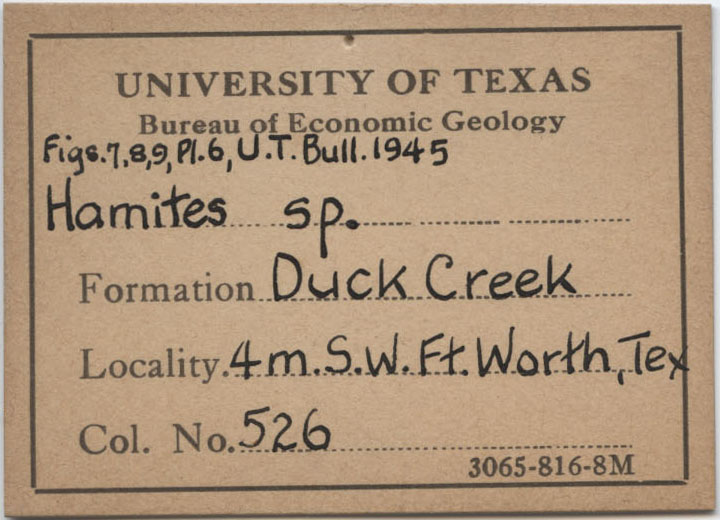 UNIVERSITY OF TEXAS
Bureau of Economic Geology
Figs.7,8,9,Pl.6,U.T.Bull.1945
Hamites sp.
Formation Duck Creek
Locality. 4m.S.W.Ft.Worth,Tex
Col. No. 526
3065-816-8M